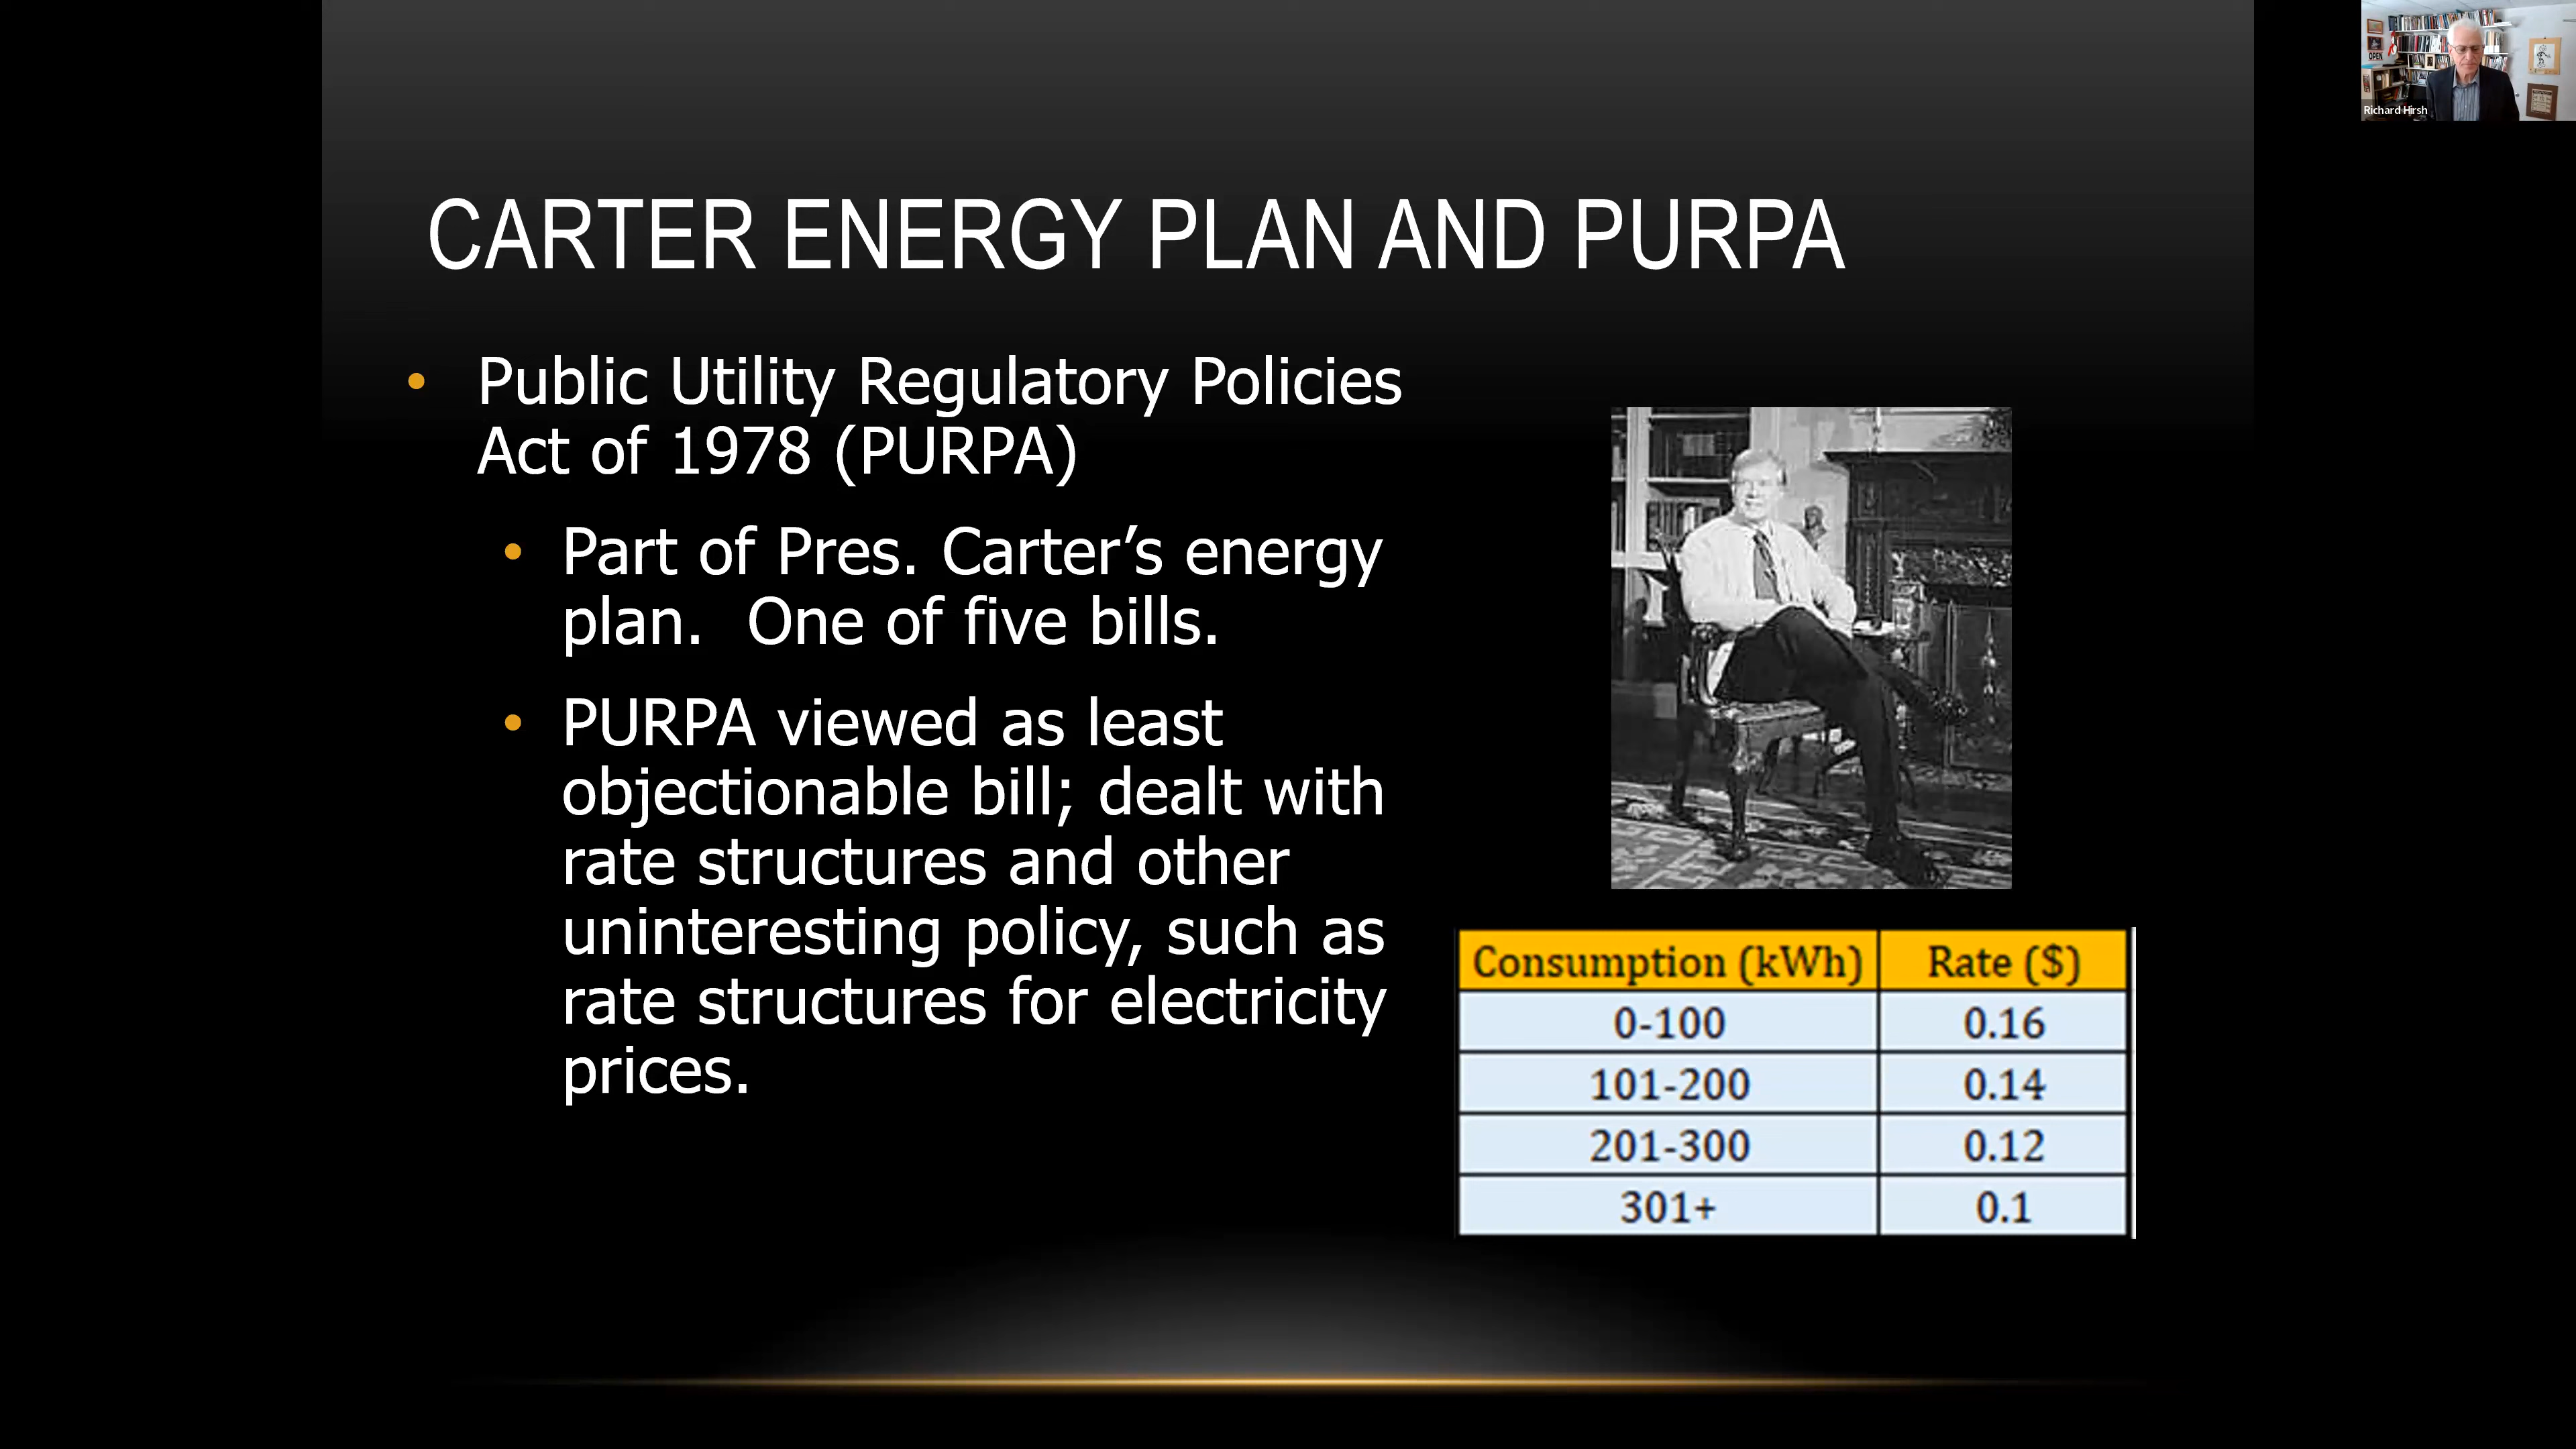 CARTER ENERGY PLAN AND PURPA
• Public Utility Regulatory Policies
Act of 1978 (PURPA)
• Part of Pres. Carter’s energy
plan.  One of five bills.
• PURPA viewed as least
objectionable bill; dealt with
rate structures and other
uninteresting policy, such as
rate structures for electricity
prices.
Consumption (kWh) Rate ($)
0-100 0.16
101-200 0.14
201-300 0.12
301+ 0.1
OPEN
Richard Hirsh